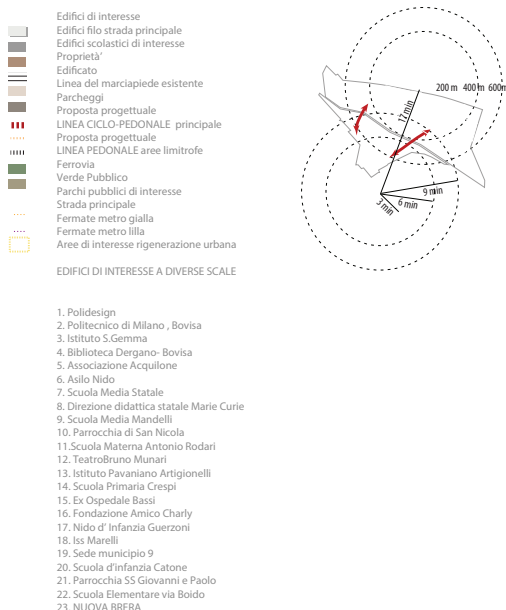 Edifici di interesse
Edifici filo strada principale
Edifici scolastici di interesse
Proprietà'
Edificato
Linea del marciapiede esistente
Parcheggi
Proposta progettuale
LINEA CICLO-PEDONALE principale
Proposta progettuale
LINEA PEDONALE aree limitrofe
Ferrovia
Verde Pubblico
Parchi pubblici di interesse
Strada principale
Fermate metro gialla
Fermate metro lilla
Aree di interesse rigenerazione urbana
EDIFICI DI INTERESSE A DIVERSE SCALE
1. Polidesign
2. Politecnico di Milano , Bovisa
3. Istituto S.Gemma
4. Biblioteca Dergano- Bovisa
5. Associazione Acquilone
6. Asilo Nido
7. Scuola Media Statale
8. Direzione didattica statale Marie Curie
9. Scuola Media Mandelli
10. Parrocchia di San Nicola
11.Scuola Materna Antonio Rodari
12. TeatroBruno Munari
13. Istituto Pavaniano Artigionelli
14. Scuola Primaria Crespi
15. Ex Ospedale Bassi
16. Fondazione Amico Charly
17. Nido d' Infanzia Guerzoni
18. Iss Marelli
19. Sede municipio 9
20. Scuola d'infanzia Catone
21. Parrocchia SS Giovanni e Paolo
22. Scuola Elementare via Boido
23. NUOVA BRERA
200 m 400 m 600m
17 min
9 min
6 min
3 min